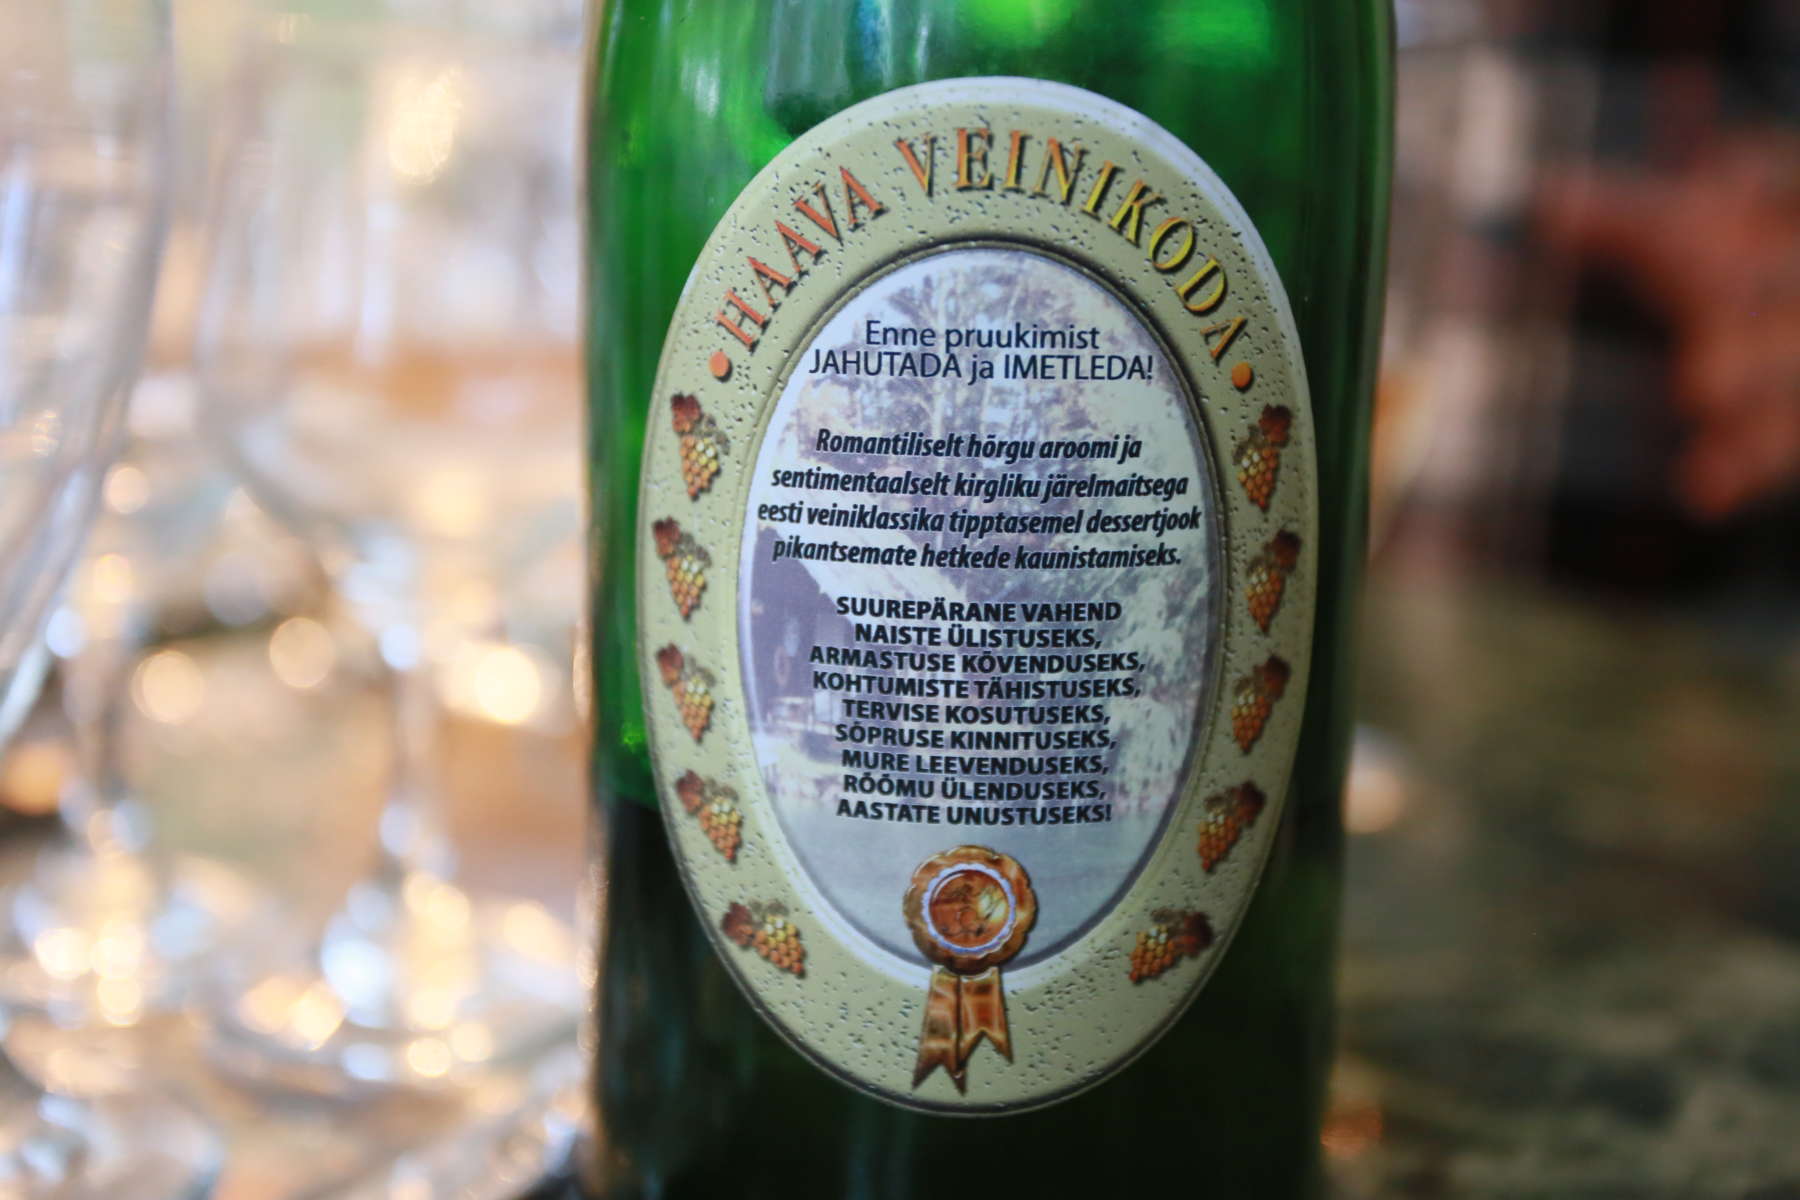 HAAVA VEINIKODA
Enne pruukimist
JAHUTADA ja IMETLEDA!
Romantiliselt hõrgu aroomi ja
sentimentaalselt kirgliku järelmaitsega
eesti veiniklassika tipptasemel dessertjook
pikantsemate hetkede kaunistamiseks.
SUUREPÄRANE VAHEND
NAISTE ÜLISTUSEKS,
ARMASTUSE KÕVENDUSEKS,
KOHTUMISTE TÄHISTUSEKS,
TERVISE KOSUTUSEKS,
SÕPRUSE KINNITUSEKS,
MURE LEEVENDUSEKS,
RÕÕMU ÜLENDUSEKS,
AASTATE UNUSTUSEKS!